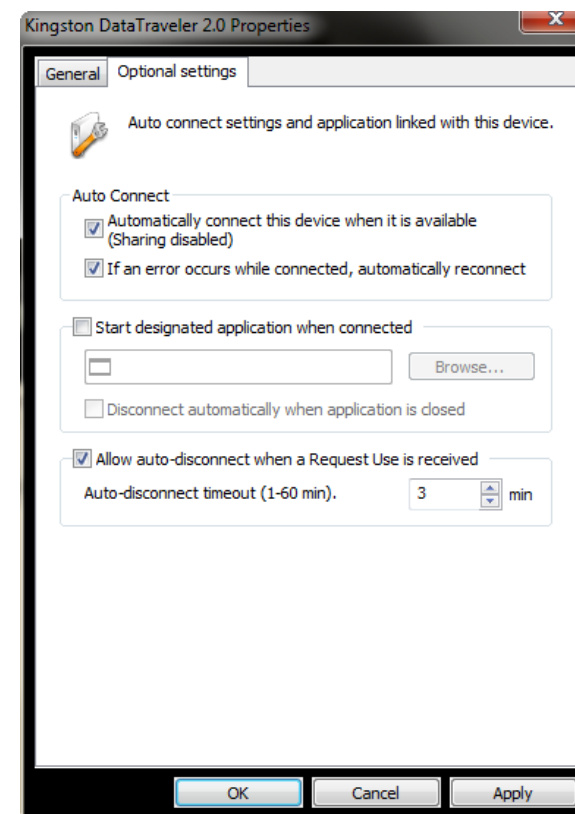 Kingston DataTraveler 2.0 Properties
General
Optional settings
Auto connect settings and application linked with this device.
Auto Connect
Automatically connect this device when it is available
(Sharing disabled)
If an error occurs while connected, automatically reconnect
Start designated application when connected
Browse...
Disconnect automatically when application is closed
Allow auto-disconnect when a Request Use is received
Auto-disconnect timeout (1-60 min).
3
min
OK
Cancel
Apply